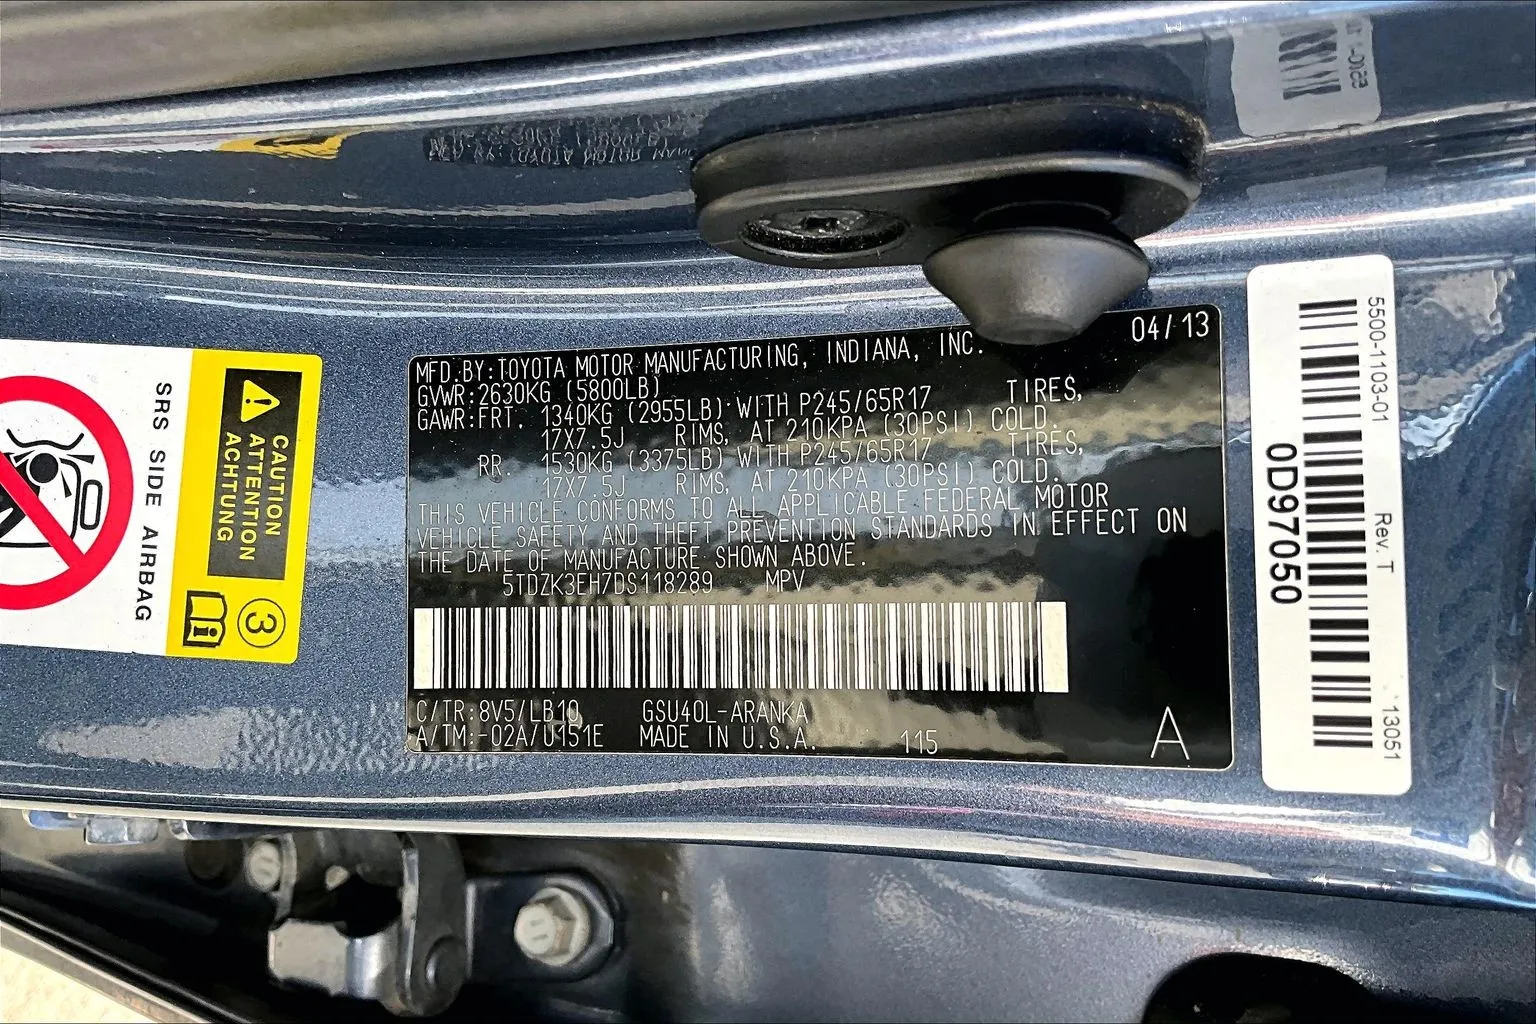 MFD.BY:TOYOTA MOTOR MANUFACTURING, INDIANA, INC. 04/13
GVWR:2630KG (5800LB)
GAWR:FRT. 1340KG (2955LB) WITH P245/65R17 TIRES,
17X7.5J RIMS, AT 210KPA (30PSI) COLD.
RR. 1530KG (3375LB) WITH P245/65R17 TIRES,
17X7.5J RIMS, AT 210KPA (30PSI) COLD.
THIS VEHICLE CONFORMS TO ALL APPLICABLE FEDERAL MOTOR
VEHICLE SAFETY AND THEFT PREVENTION STANDARDS IN EFFECT ON
THE DATE OF MANUFACTURE SHOWN ABOVE.
5TDZK3EH7DS118289 MPV
C/TR:8V5/LB10 GSU40L-ARANKA
A/TM:-02A/U151E MADE IN U.S.A. 115
A
SRS SIDE AIRBAG
CAUTION
ATTENTION
ACHTUNG
3
5500-1103-01
Rev. T
13051
0D97050